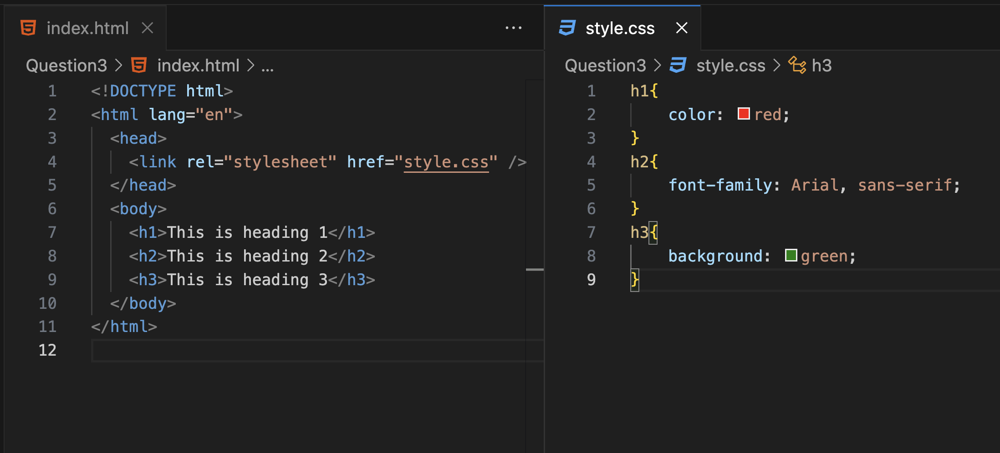 index.html
Question3 > index.html > ...
1 <!DOCTYPE html>
2 <html lang="en">
3   <head>
4     <link rel="stylesheet" href="style.css" />
5   </head>
6   <body>
7     <h1>This is heading 1</h1>
8     <h2>This is heading 2</h2>
9     <h3>This is heading 3</h3>
10   </body>
11 </html>
12
style.css
Question3 > style.css > h3
1 h1{
2     color: red;
3 }
4 h2{
5     font-family: Arial, sans-serif;
6 }
7 h3{
8     background: green;
9 }